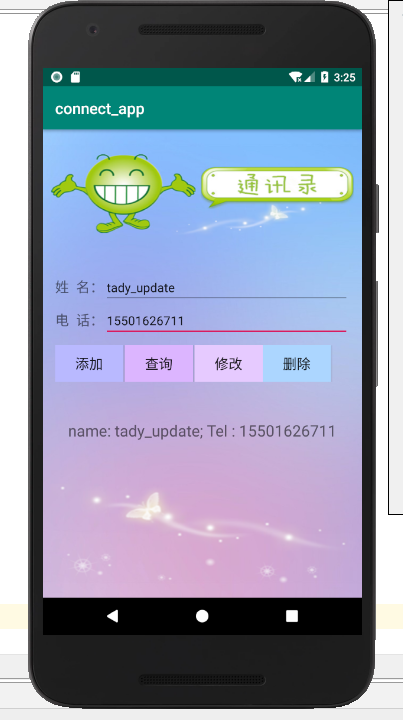 3:25
connect_app
通讯录
姓 名： tady_update
电 话： 15501626711
添加 查询 修改 删除
name: tady_update; Tel : 15501626711